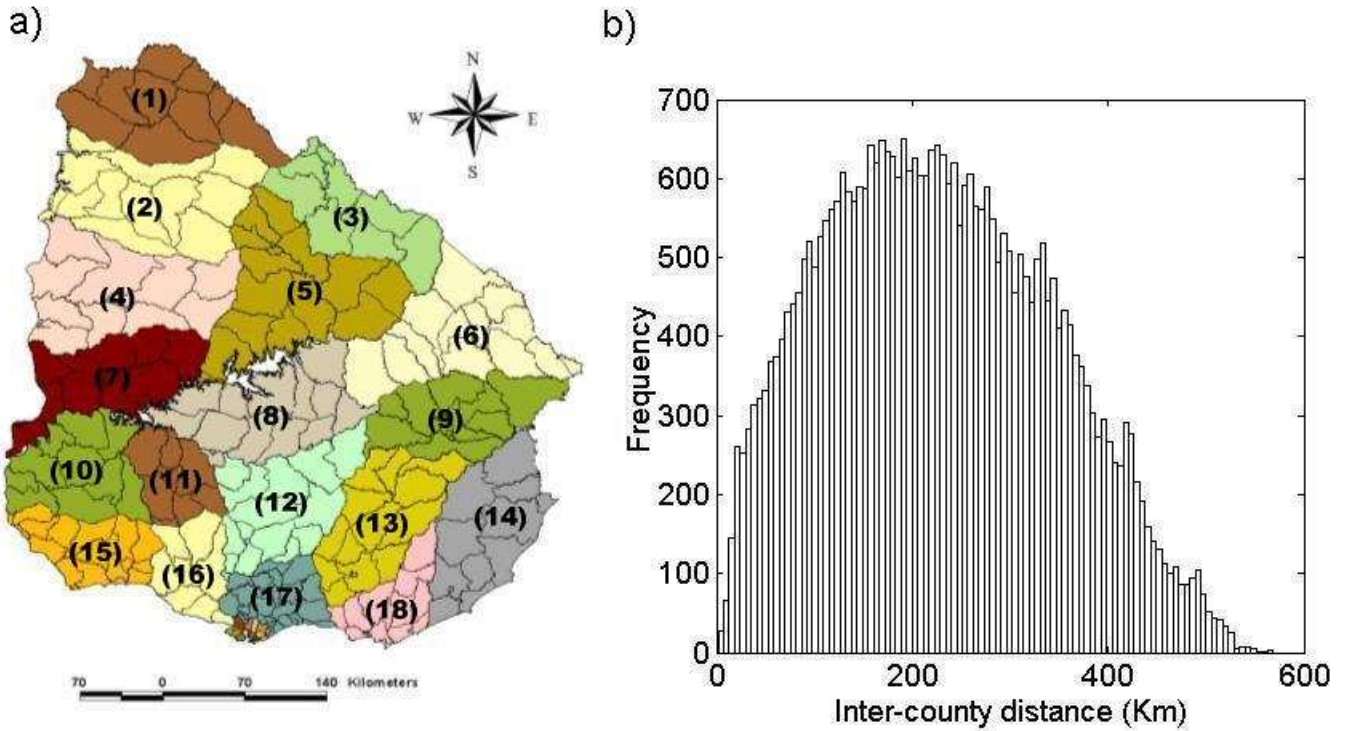 a)
N
W E
S
(1)
(2)
(3)
(4)
(5)
(6)
(7)
(8)
(9)
(10)
(11)
(12)
(13)
(14)
(15)
(16)
(17)
(18)
70 0 70 140 Kilometers
b)
700
600
500
400
300
200
100
0
Frequency
0 200 400 600
Inter-county distance (Km)